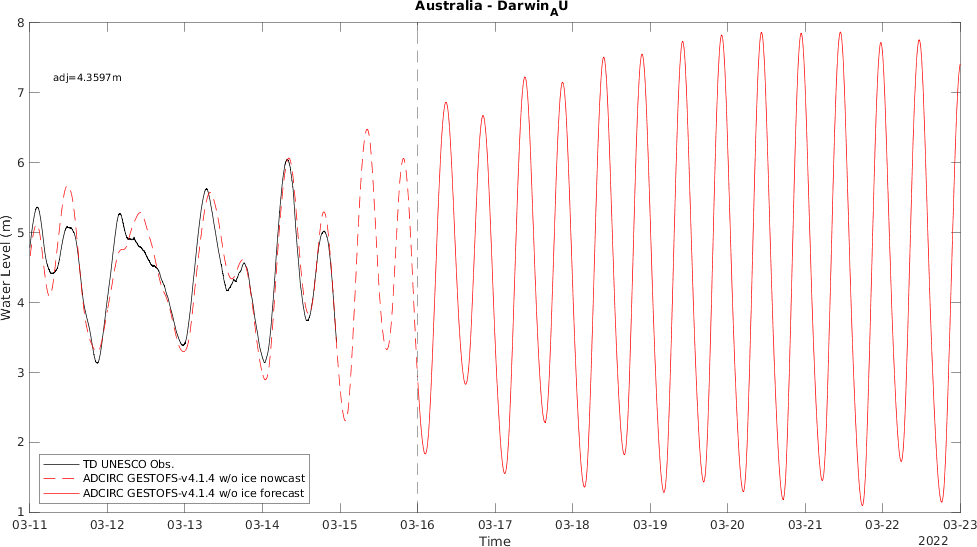 Australia - Darwin_AU
adj=4.3597m
8
7
6
5
4
3
2
1
Water Level (m)
TD UNESCO Obs.
ADCIRC GESTOFS-v4.1.4 w/o ice nowcast
ADCIRC GESTOFS-v4.1.4 w/o ice forecast
03-11 03-12 03-13 03-14 03-15 03-16 03-17 03-18 03-19 03-20 03-21 03-22 03-23
Time
2022